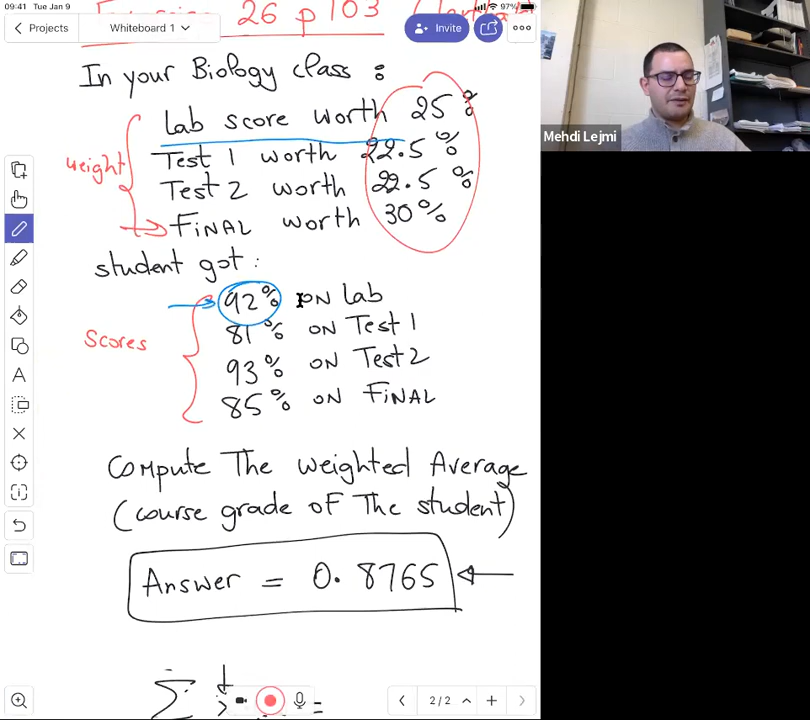 09:41 Tue Jan 9
97%
Projects
Whiteboard 1
Invite
26 p 103
In your Biology class :
Lab score worth 25%
weight
Test 1 worth 22.5 %
Test 2 worth 22.5 %
FiNAL worth 30%
student got :
92% ON Lab
81% ON Test 1
Scores
93% ON Test 2
85% ON FiNAL
Compute The weighted Average
(course grade of The student)
Answer = 0.8765
Σ
=
2/2
A
Mehdi Lejmi